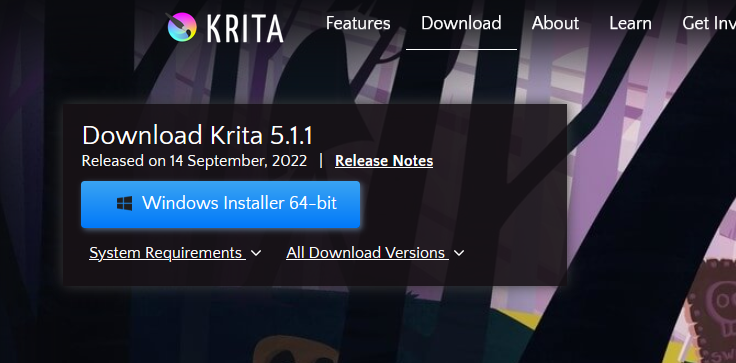 KRITA
Features Download About Learn Get Inv
Download Krita 5.1.1
Released on 14 September, 2022 | Release Notes
Windows Installer 64-bit
System Requirements All Download Versions